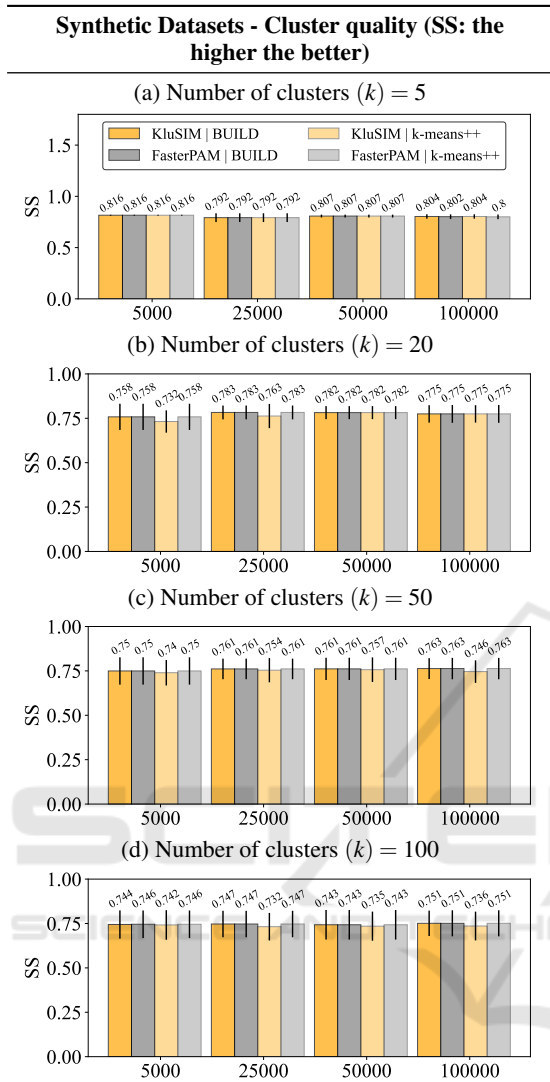 Synthetic Datasets - Cluster quality (SS: the
higher the better)
(a) Number of clusters (k) = 5
KluSIM | BUILD KluSIM | k-means++
FasterPAM | BUILD FasterPAM | k-means++
1.5
1.0
0.5
0.0
SS
0.816 0.816 0.816 0.816 0.792 0.792 0.792 0.792 0.807 0.807 0.807 0.807 0.804 0.802 0.804 0.8
5000 25000 50000 100000
(b) Number of clusters (k) = 20
1.00
0.75
0.50
0.25
0.00
SS
0.758 0.758 0.732 0.758 0.783 0.783 0.763 0.783 0.782 0.782 0.782 0.782 0.775 0.775 0.775 0.775
5000 25000 50000 100000
(c) Number of clusters (k) = 50
1.00
0.75
0.50
0.25
0.00
SS
0.75 0.75 0.74 0.75 0.761 0.761 0.754 0.761 0.761 0.761 0.757 0.761 0.763 0.763 0.746 0.763
5000 25000 50000 100000
(d) Number of clusters (k) = 100
1.00
0.75
0.50
0.25
0.00
SS
0.744 0.746 0.742 0.746 0.747 0.747 0.732 0.747 0.743 0.743 0.735 0.743 0.751 0.751 0.736 0.751
5000 25000 50000 100000